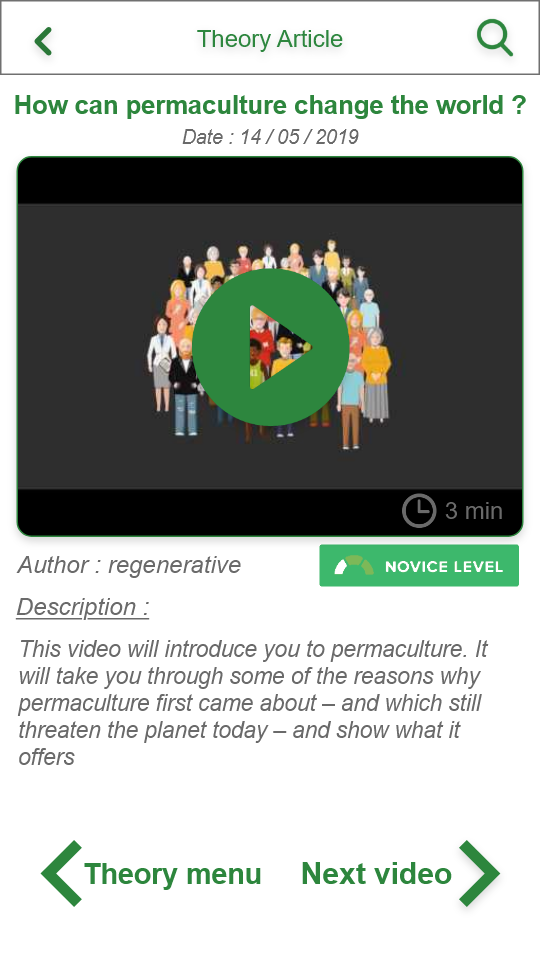 Theory Article
How can permaculture change the world ?
Date : 14 / 05 / 2019
3 min
Author : regenerative
NOVICE LEVEL
Description :
This video will introduce you to permaculture. It
will take you through some of the reasons why
permaculture first came about – and which still
threaten the planet today – and show what it
offers
Theory menu
Next video